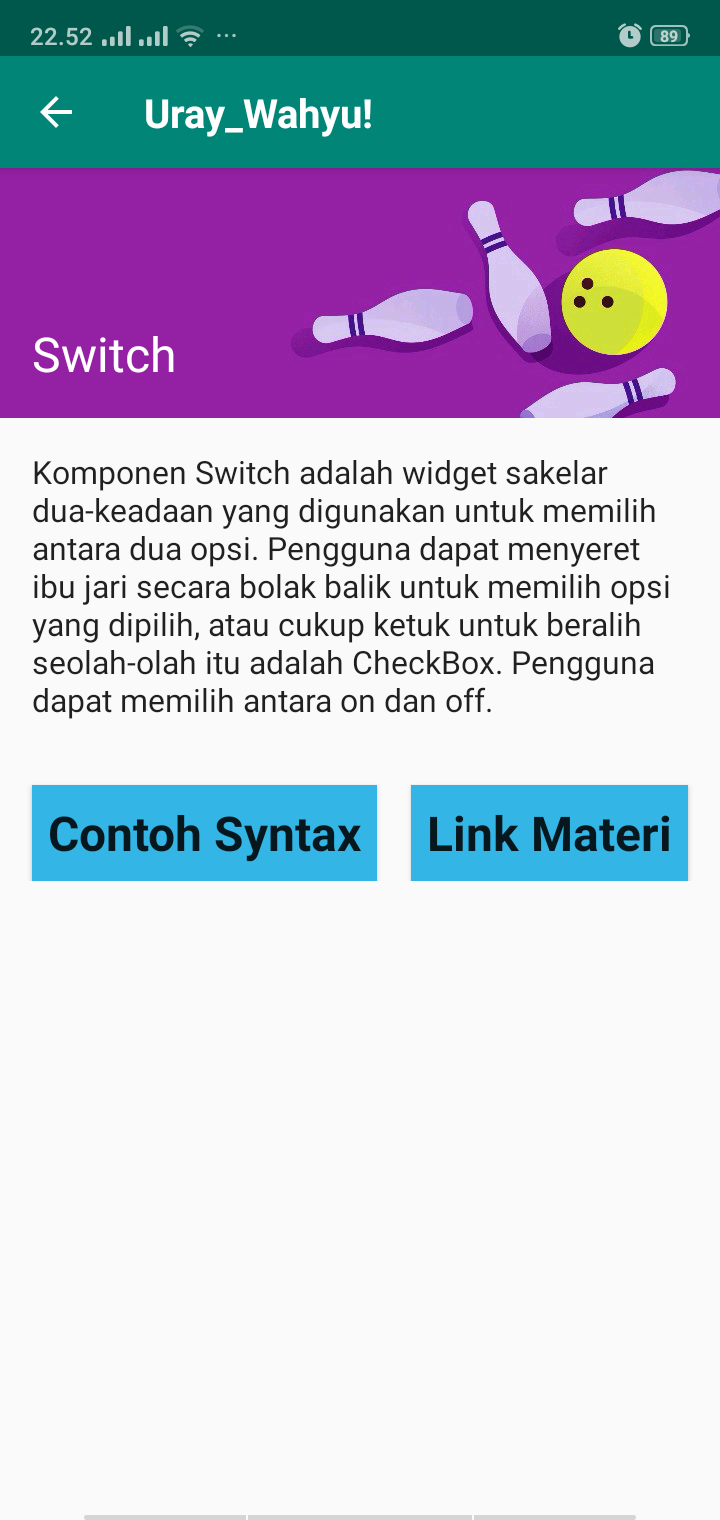 22.52
89
Uray_Wahyu!
Switch
Komponen Switch adalah widget sakelar
dua-keadaan yang digunakan untuk memilih
antara dua opsi. Pengguna dapat menyeret
ibu jari secara bolak balik untuk memilih opsi
yang dipilih, atau cukup ketuk untuk beralih
seolah-olah itu adalah CheckBox. Pengguna
dapat memilih antara on dan off.
Contoh Syntax
Link Materi